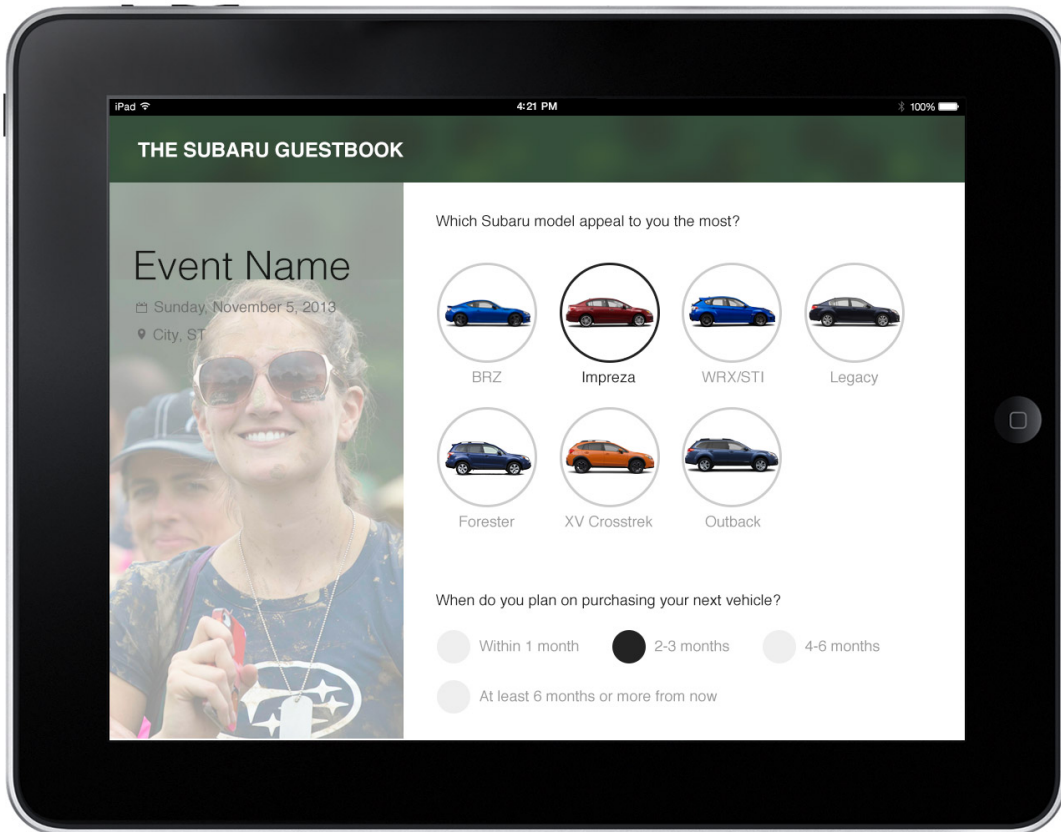 iPad 4:21 PM 100%
THE SUBARU GUESTBOOK
Event Name
Sunday, November 5, 2013
City, ST
Which Subaru model appeal to you the most?
BRZ Impreza WRX/STI Legacy
Forester XV Crosstrek Outback
When do you plan on purchasing your next vehicle?
Within 1 month 2-3 months 4-6 months
At least 6 months or more from now